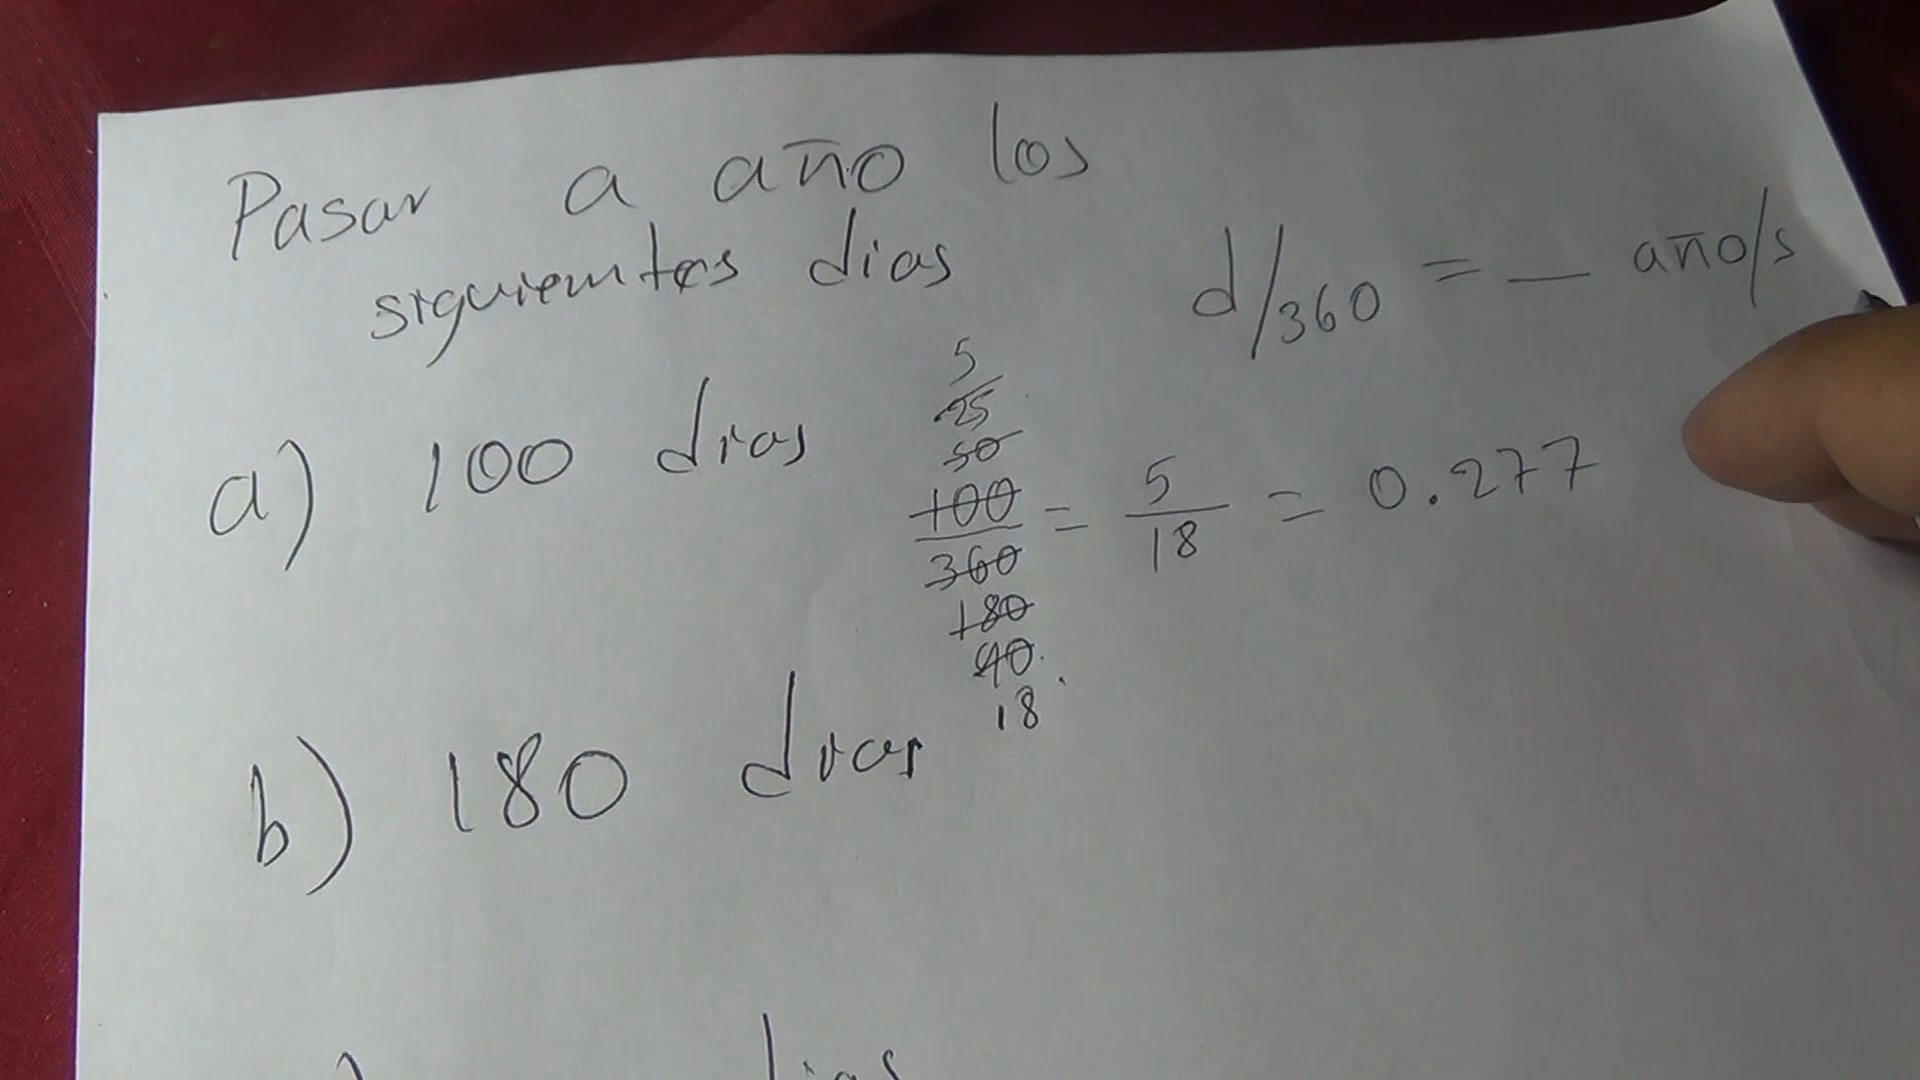 Pasar a año los
siguientes dias
d/360 = _ año/s
a) 100 dias
5
25
50
100/360 = 5/18 = 0.277
180
90
18
b) 180 dias
) dias